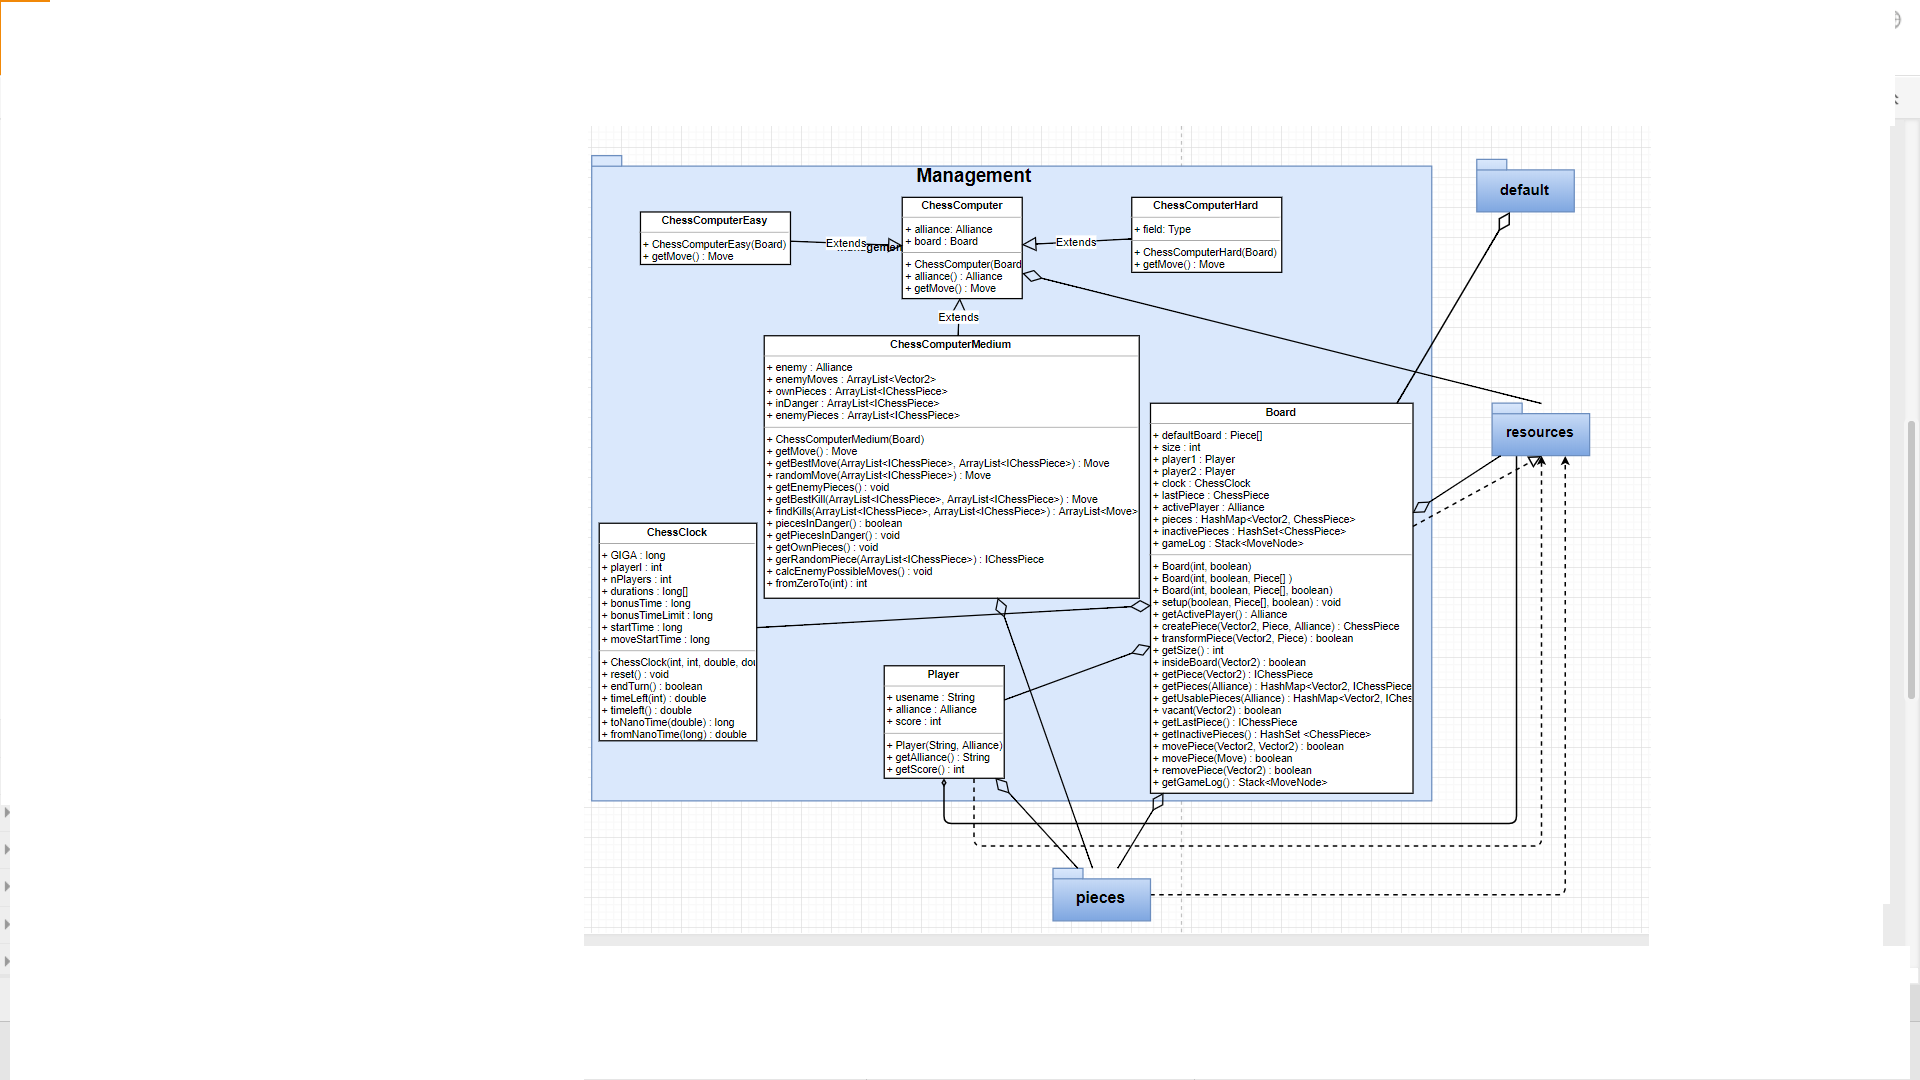 Management
default
ChessComputerEasy
+ ChessComputerEasy(Board)
+ getMove() : Move
Extends
ChessComputer
+ alliance: Alliance
+ board : Board
+ ChessComputer(Board
+ alliance() : Alliance
+ getMove() : Move
Extends
ChessComputerHard
+ field: Type
+ ChessComputerHard(Board)
+ getMove() : Move
Extends
ChessComputerMedium
+ enemy : Alliance
+ enemyMoves : ArrayList<Vector2>
+ ownPieces : ArrayList<IChessPiece>
+ inDanger : ArrayList<IChessPiece>
+ enemyPieces : ArrayList<IChessPiece>
+ ChessComputerMedium(Board)
+ getMove() : Move
+ getBestMove(ArrayList<IChessPiece>, ArrayList<IChessPiece>) : Move
+ randomMove(ArrayList<IChessPiece>) : Move
+ getEnemyPieces() : void
+ getBestKill(ArrayList<IChessPiece>, ArrayList<IChessPiece>) : Move
+ findKills(ArrayList<IChessPiece>, ArrayList<IChessPiece>) : ArrayList<Move>
+ piecesInDanger() : boolean
+ getPiecesInDanger() : void
+ getOwnPieces() : void
+ gerRandomPiece(ArrayList<IChessPiece>) : IChessPiece
+ calcEnemyPossibleMoves() : void
+ fromZeroTo(int) : int
Board
+ defaultBoard : Piece[]
+ size : int
+ player1 : Player
+ player2 : Player
+ clock : ChessClock
+ lastPiece : ChessPiece
+ activePlayer : Alliance
+ pieces : HashMap<Vector2, ChessPiece>
+ inactivePieces : HashSet<ChessPiece>
+ gameLog : Stack<MoveNode>
+ Board(int, boolean)
+ Board(int, boolean, Piece[] )
+ Board(int, boolean, Piece[], boolean)
+ setup(boolean, Piece[], boolean) : void
+ getActivePlayer() : Alliance
+ createPiece(Vector2, Piece, Alliance) : ChessPiece
+ transformPiece(Vector2, Piece) : boolean
+ getSize() : int
+ insideBoard(Vector2) : boolean
+ getPiece(Vector2) : IChessPiece
+ getPieces(Alliance) : HashMap<Vector2, IChessPiece
+ getUsablePieces(Alliance) : HashMap<Vector2, IChes
+ vacant(Vector2) : boolean
+ getLastPiece() : IChessPiece
+ getInactivePieces() : HashSet <ChessPiece>
+ movePiece(Vector2, Vector2) : boolean
+ movePiece(Move) : boolean
+ removePiece(Vector2) : boolean
+ getGameLog() : Stack<MoveNode>
resources
ChessClock
+ GIGA : long
+ playerI : int
+ nPlayers : int
+ durations : long[]
+ bonusTime : long
+ bonusTimeLimit : long
+ startTime : long
+ moveStartTime : long
+ ChessClock(int, int, double, dou
+ reset() : void
+ endTurn() : boolean
+ timeLeft(int) : double
+ timeleft() : double
+ toNanoTime(double) : long
+ fromNanoTime(long) : double
Player
+ usename : String
+ alliance : Alliance
+ score : int
+ Player(String, Alliance)
+ getAlliance() : String
+ getScore() : int
pieces